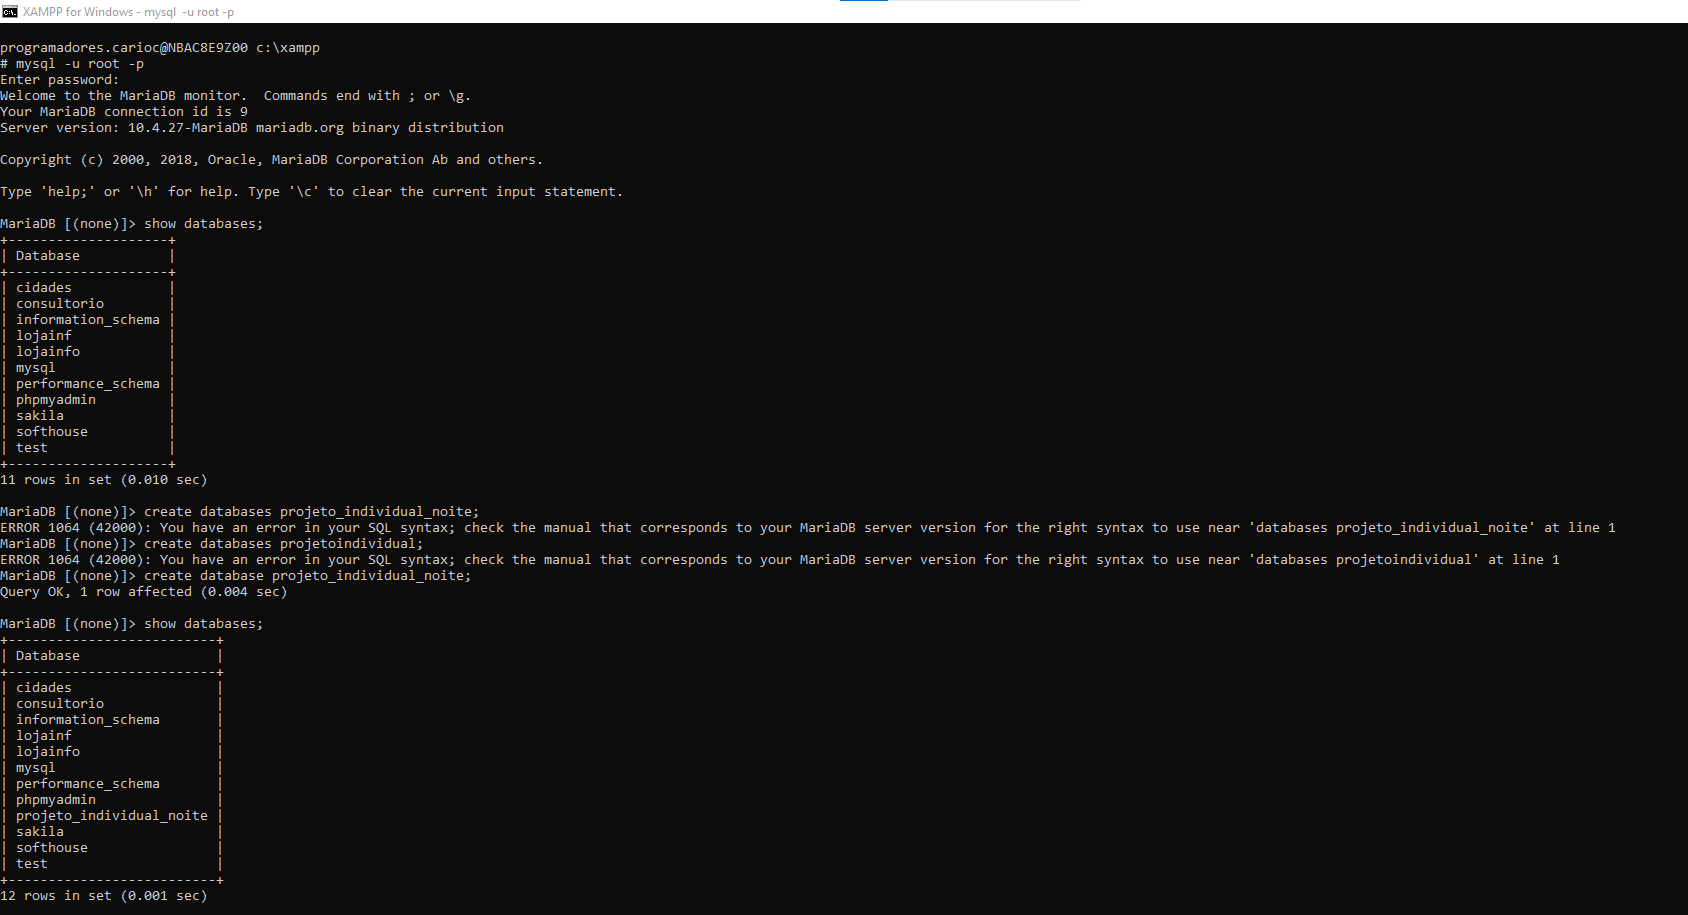 XAMPP for Windows - mysql  -u root -p
programadores.carioc@NBAC8E9Z00 c:\xampp
# mysql -u root -p
Enter password:
Welcome to the MariaDB monitor.  Commands end with ; or \g.
Your MariaDB connection id is 9
Server version: 10.4.27-MariaDB mariadb.org binary distribution
Copyright (c) 2000, 2018, Oracle, MariaDB Corporation Ab and others.
Type 'help;' or '\h' for help. Type '\c' to clear the current input statement.
MariaDB [(none)]> show databases;
+--------------------+
| Database           |
+--------------------+
| cidades            |
| consultorio        |
| information_schema |
| lojainf            |
| lojainfo           |
| mysql              |
| performance_schema |
| phpmyadmin         |
| sakila             |
| softhouse          |
| test               |
+--------------------+
11 rows in set (0.010 sec)
MariaDB [(none)]> create databases projeto_individual_noite;
ERROR 1064 (42000): You have an error in your SQL syntax; check the manual that corresponds to your MariaDB server version for the right syntax to use near 'databases projeto_individual_noite' at line 1
MariaDB [(none)]> create databases projetoindividual;
ERROR 1064 (42000): You have an error in your SQL syntax; check the manual that corresponds to your MariaDB server version for the right syntax to use near 'databases projetoindividual' at line 1
MariaDB [(none)]> create database projeto_individual_noite;
Query OK, 1 row affected (0.004 sec)
MariaDB [(none)]> show databases;
+--------------------------+
| Database                 |
+--------------------------+
| cidades                  |
| consultorio              |
| information_schema       |
| lojainf                  |
| lojainfo                 |
| mysql                    |
| performance_schema       |
| phpmyadmin               |
| projeto_individual_noite |
| sakila                   |
| softhouse                |
| test                     |
+--------------------------+
12 rows in set (0.001 sec)